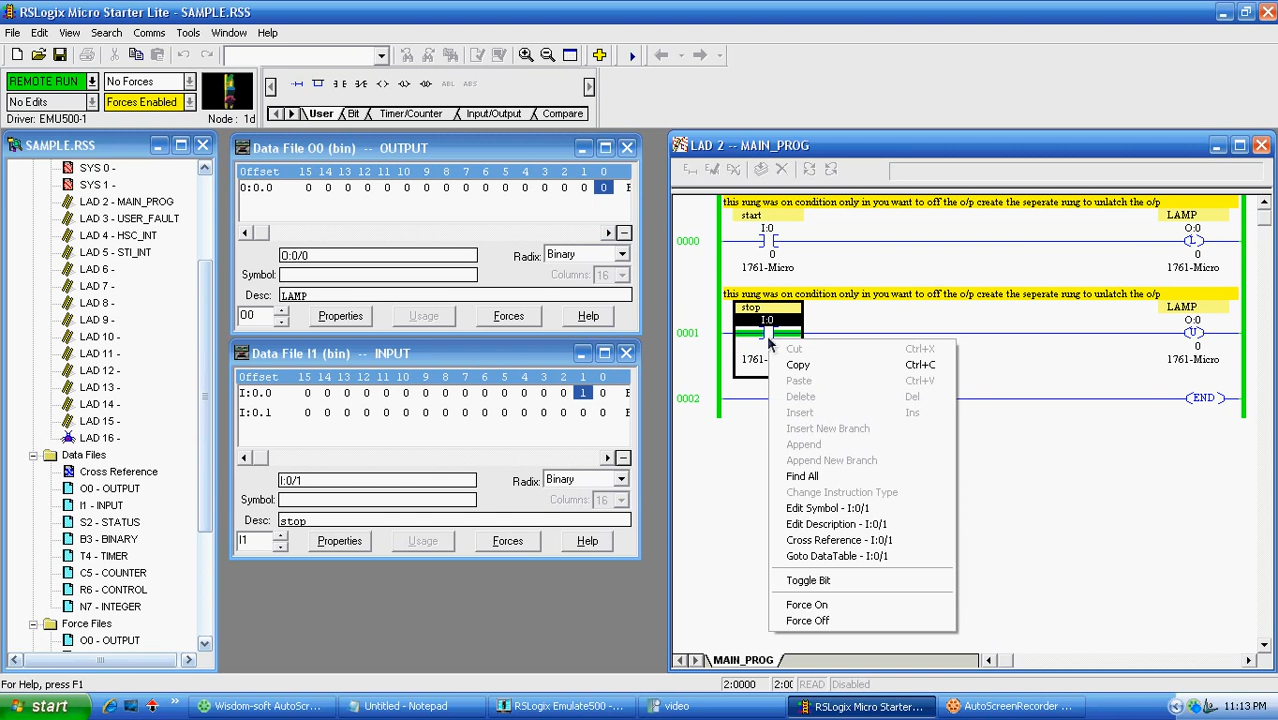 RSLogix Micro Starter Lite - SAMPLE.RSS
File Edit View Search Comms Tools Window Help
REMOTE RUN No Forces
No Edits Forces Enabled
Driver: EMU500-1 Node : 1d
User Bit Timer/Counter Input/Output Compare
ABL ABS
SAMPLE.RSS
SYS 0 -
SYS 1 -
LAD 2 - MAIN_PROG
LAD 3 - USER_FAULT
LAD 4 - HSC_INT
LAD 5 - STI_INT
LAD 6 -
LAD 7 -
LAD 8 -
LAD 9 -
LAD 10 -
LAD 11 -
LAD 12 -
LAD 13 -
LAD 14 -
LAD 15 -
LAD 16 -
Data Files
Cross Reference
O0 - OUTPUT
I1 - INPUT
S2 - STATUS
B3 - BINARY
T4 - TIMER
C5 - COUNTER
R6 - CONTROL
N7 - INTEGER
Force Files
O0 - OUTPUT
Data File O0 (bin) -- OUTPUT
Offset 15 14 13 12 11 10 9 8 7 6 5 4 3 2 1 0
O:0.0 0 0 0 0 0 0 0 0 0 0 0 0 0 0 0 0
O:0/0 Radix: Binary
Symbol: Columns: 16
Desc: LAMP
O0 Properties Usage Forces Help
Data File I1 (bin) -- INPUT
Offset 15 14 13 12 11 10 9 8 7 6 5 4 3 2 1 0
I:0.0 0 0 0 0 0 0 0 0 0 0 0 0 0 0 1 0
I:0.1 0 0 0 0 0 0 0 0 0 0 0 0 0 0 0 0
I:0/1 Radix: Binary
Symbol: Columns: 16
Desc: stop
I1 Properties Usage Forces Help
LAD 2 -- MAIN_PROG
this rung was on condition only in you want to off the o/p create the seperate rung to unlatch the o/p
start LAMP
I:0 O:0
0000 L
0 0
1761-Micro 1761-Micro
this rung was on condition only in you want to off the o/p create the seperate rung to unlatch the o/p
stop LAMP
I:0 O:0
0001 U
0
1761- 1761-Micro
0002 END
Cut Ctrl+X
Copy Ctrl+C
Paste Ctrl+V
Delete Del
Insert Ins
Insert New Branch
Append
Append New Branch
Find All
Change Instruction Type
Edit Symbol - I:0/1
Edit Description - I:0/1
Cross Reference - I:0/1
Goto DataTable - I:0/1
Toggle Bit
Force On
Force Off
MAIN_PROG
For Help, press F1 2:0000 2:00 READ Disabled
start Wisdom-soft AutoScr... Untitled - Notepad RSLogix Emulate500 -... video RSLogix Micro Starter... AutoScreenRecorder ... 11:13 PM